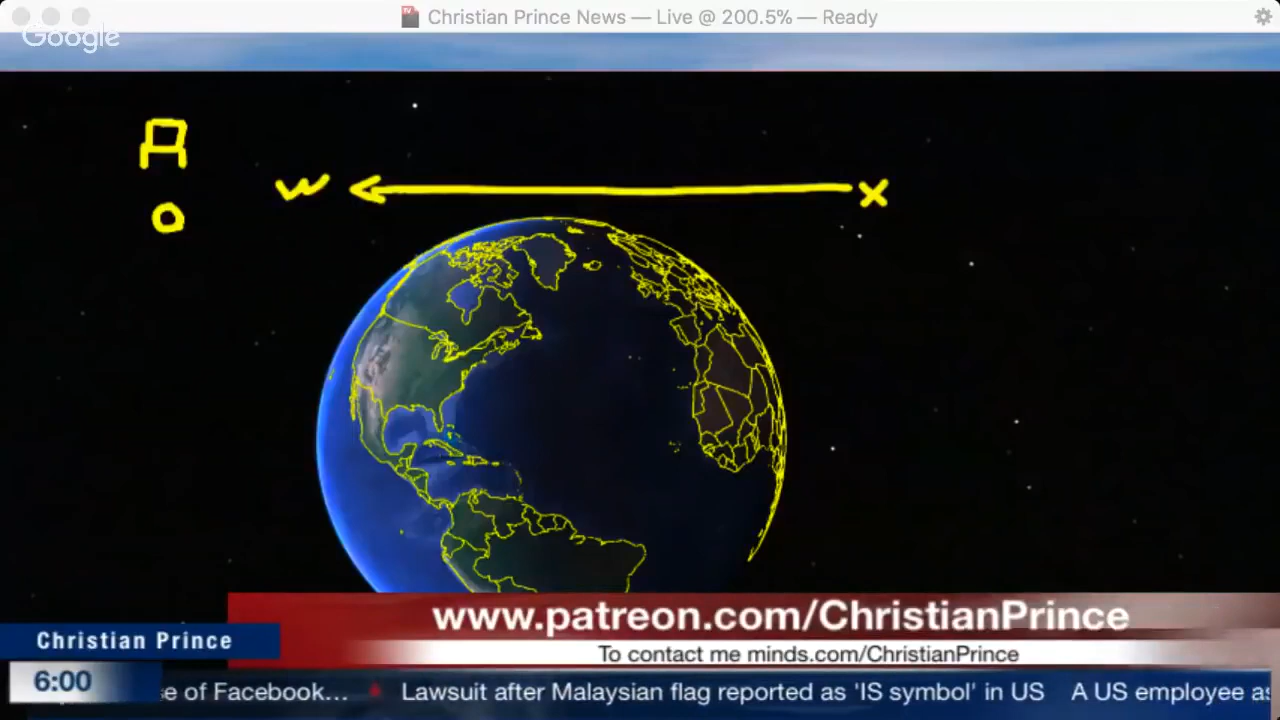 Christian Prince News — Live @ 200.5% — Ready
Google
W X
O
www.patreon.com/ChristianPrince
Christian Prince
To contact me minds.com/ChristianPrince
6:00
of Facebook... Lawsuit after Malaysian flag reported as 'IS symbol' in US A US employee